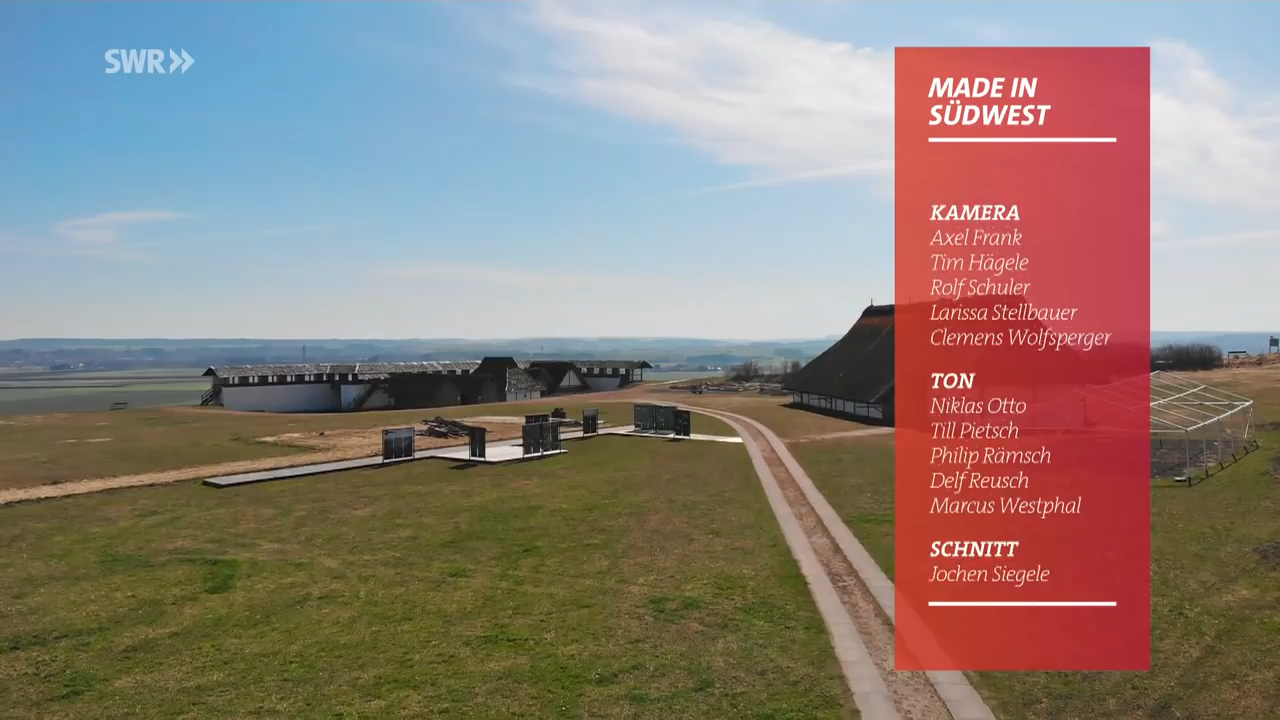 SWR
MADE IN
SÜDWEST
KAMERA
Axel Frank
Tim Hägele
Rolf Schuler
Larissa Stellbauer
Clemens Wolfsperger
TON
Niklas Otto
Till Pietsch
Philip Rämsch
Delf Reusch
Marcus Westphal
SCHNITT
Jochen Siegele